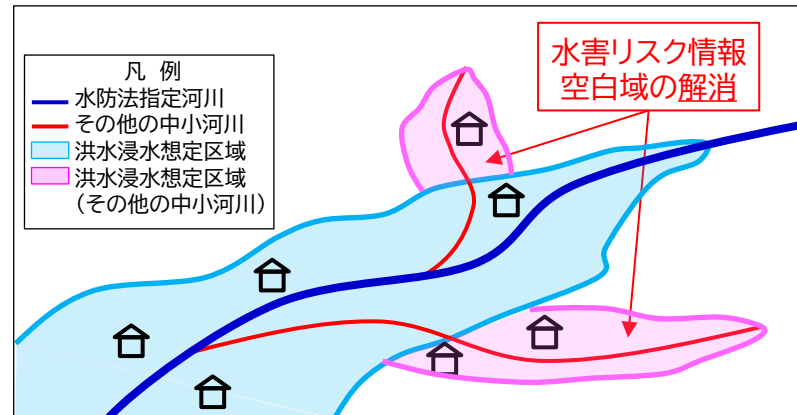 凡 例
水防法指定河川
その他の中小河川
洪水浸水想定区域
洪水浸水想定区域
（その他の中小河川）
水害リスク情報
空白域の解消